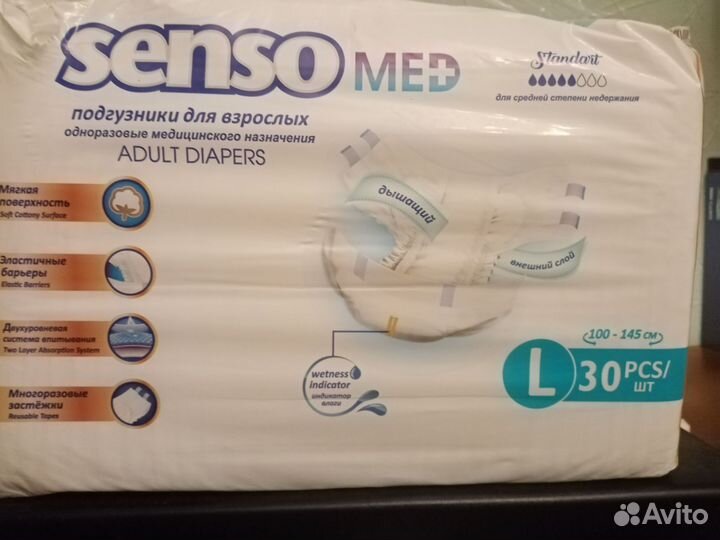 senso MED
Standart
для средней степени недержания
подгузники для взрослых
одноразовые медицинского назначения
ADULT DIAPERS
Мягкая
поверхность
Soft Cottony Surface
дышащий
внешний слой
Эластичные
барьеры
Elastic Barriers
Двухуровневая
система впитывания
Two Layer Absorption System
Многоразовые
застёжки
Reusable Tapes
wetness
indicator
индикатор
влаги
100 - 145 см
L 30 PCS/
ШТ
Avito